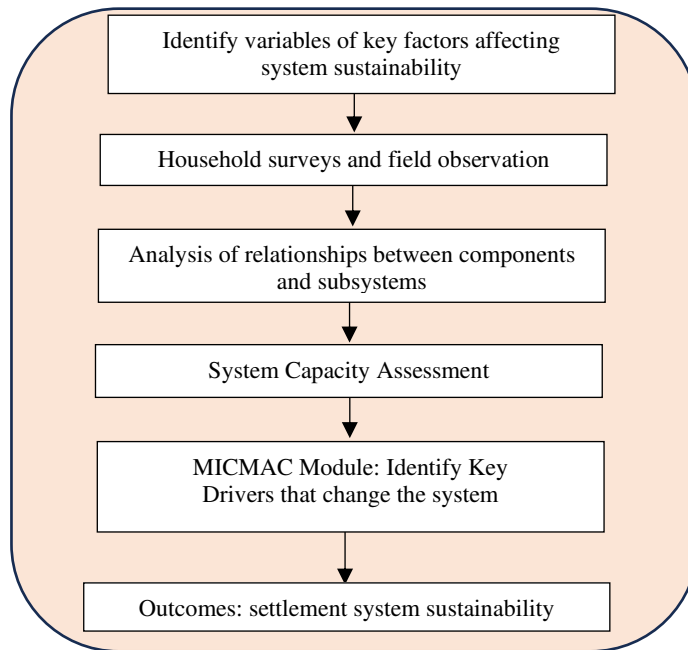 Identify variables of key factors affecting
system sustainability
Household surveys and field observation
Analysis of relationships between components
and subsystems
System Capacity Assessment
MICMAC Module: Identify Key
Drivers that change the system
Outcomes: settlement system sustainability